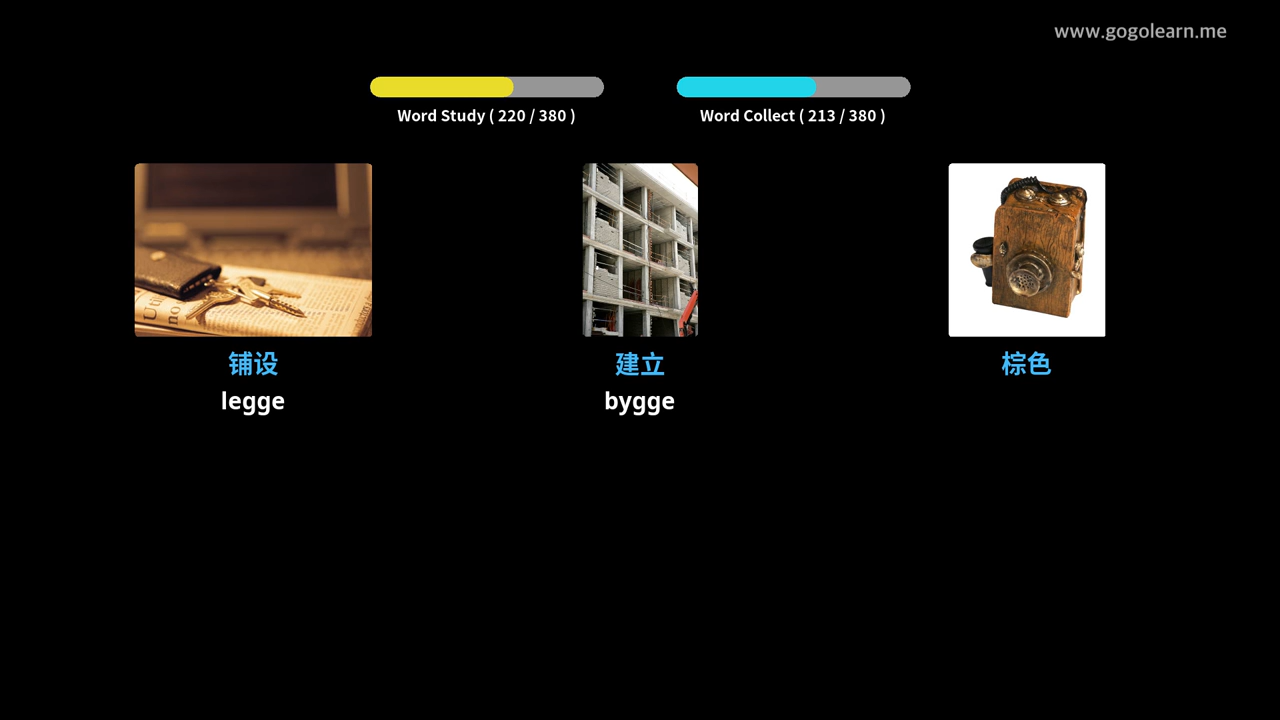 www.gogolearn.me
Word Study ( 220 / 380 )
Word Collect ( 213 / 380 )
铺设
建立
棕色
legge
bygge